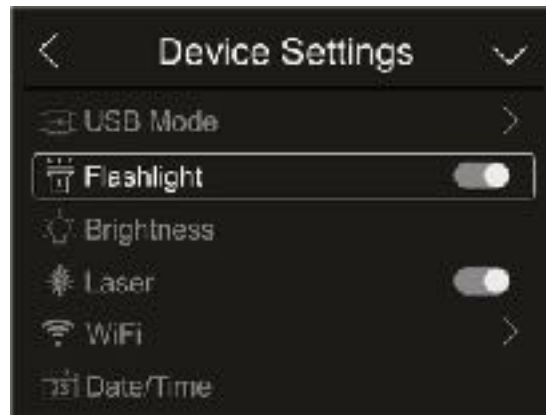 Device Settings
USB Mode
Flashlight
Brightness
Laser
WiFi
Date/Time